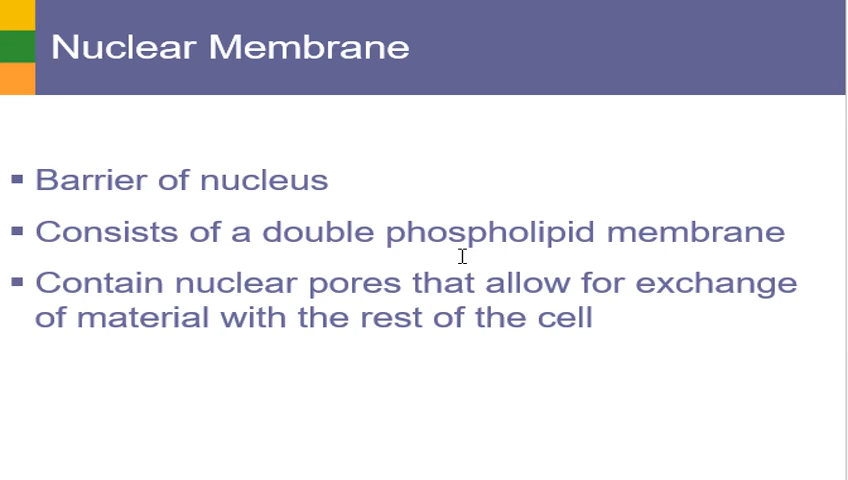 Nuclear Membrane
▪ Barrier of nucleus
▪ Consists of a double phospholipid membrane
▪ Contain nuclear pores that allow for exchange
of material with the rest of the cell